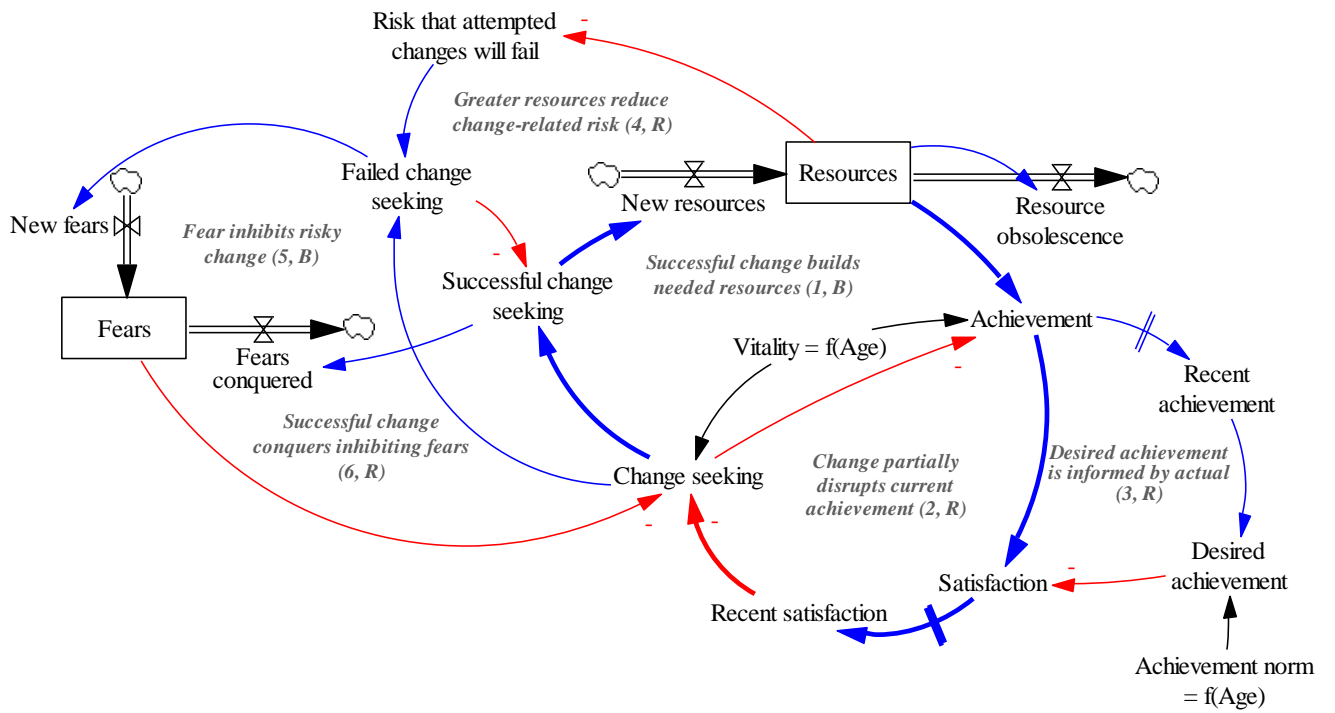 Risk that attempted
changes will fail
-
Greater resources reduce
change-related risk (4, R)
Failed change
seeking
Resources
New resources
Resource
obsolescence
New fears
Fear inhibits risky
change (5, B)
-
Successful change
seeking
Successful change builds
needed resources (1, B)
Fears
Fears
conquered
Achievement
Vitality = f(Age)
-
Recent
achievement
Successful change
conquers inhibiting fears
(6, R)
Change seeking
Change partially
disrupts current
achievement (2, R)
Desired achievement
is informed by actual
(3, R)
-
-
Desired
achievement
-
Satisfaction
Recent satisfaction
Achievement norm
= f(Age)